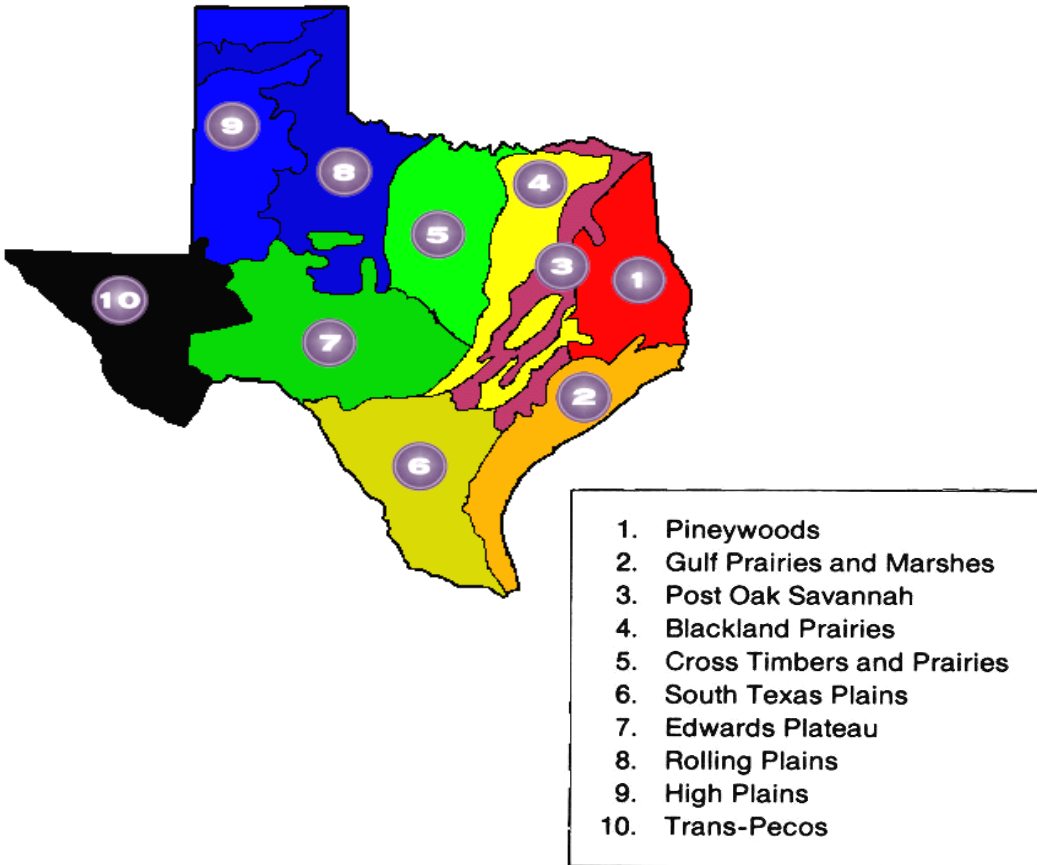 9
8
4
5
3
1
10
7
2
6
1. Pineywoods
2. Gulf Prairies and Marshes
3. Post Oak Savannah
4. Blackland Prairies
5. Cross Timbers and Prairies
6. South Texas Plains
7. Edwards Plateau
8. Rolling Plains
9. High Plains
10. Trans-Pecos